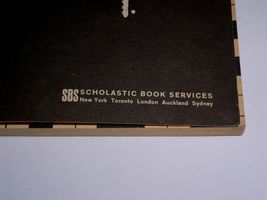 SBS SCHOLASTIC BOOK SERVICES
New York Toronto London Auckland Sydney